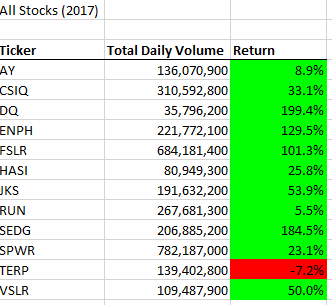 All Stocks (2017)
Ticker Total Daily Volume Return
AY 136,070,900 8.9%
CSIQ 310,592,800 33.1%
DQ 35,796,200 199.4%
ENPH 221,772,100 129.5%
FSLR 684,181,400 101.3%
HASI 80,949,300 25.8%
JKS 191,632,200 53.9%
RUN 267,681,300 5.5%
SEDG 206,885,200 184.5%
SPWR 782,187,000 23.1%
TERP 139,402,800 -7.2%
VSLR 109,487,900 50.0%